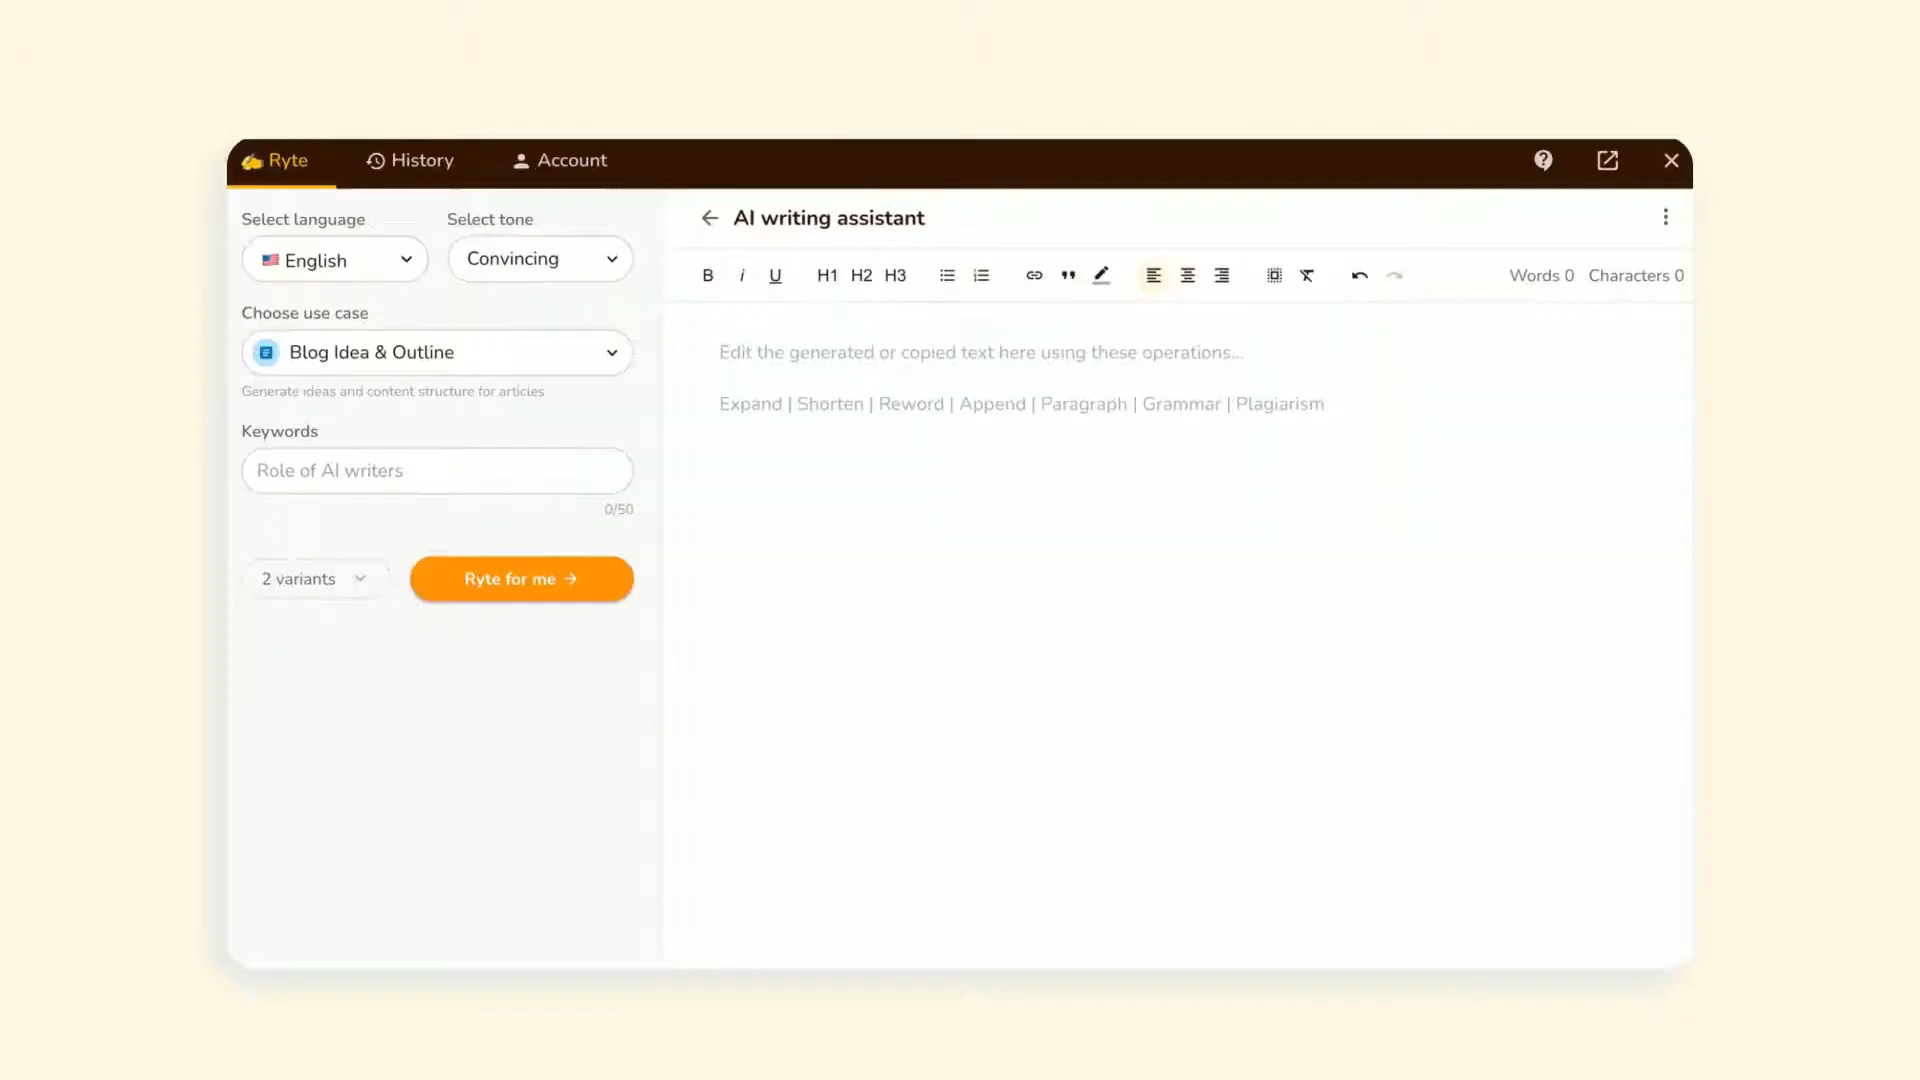 Ryte History Account
Select language Select tone
English Convincing
Choose use case
Blog Idea & Outline
Generate ideas and content structure for articles
Keywords
Role of AI writers
0/50
2 variants Ryte for me →
← AI writing assistant
B i U H1 H2 H3 Words 0 Characters 0
Edit the generated or copied text here using these operations...
Expand | Shorten | Reword | Append | Paragraph | Grammar | Plagiarism